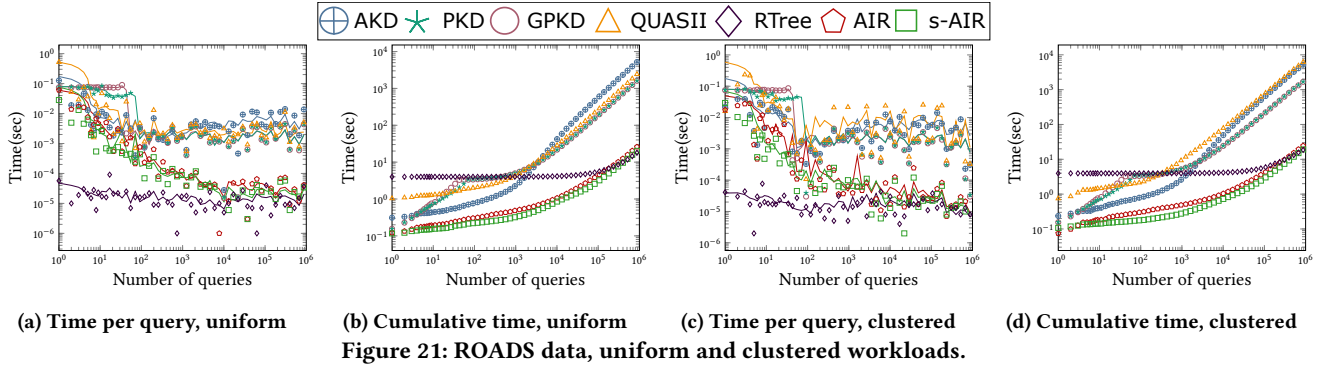 AKD PKD GPKD QUASII RTree AIR s-AIR
10^0
10^-1
10^-2
10^-3
10^-4
10^-5
10^-6
Time(sec)
10^0 10^1 10^2 10^3 10^4 10^5 10^6
Number of queries
(a) Time per query, uniform
10^4
10^3
10^2
10^1
10^0
10^-1
Time(sec)
10^0 10^1 10^2 10^3 10^4 10^5 10^6
Number of queries
(b) Cumulative time, uniform
10^0
10^-1
10^-2
10^-3
10^-4
10^-5
10^-6
Time(sec)
10^0 10^1 10^2 10^3 10^4 10^5 10^6
Number of queries
(c) Time per query, clustered
10^4
10^3
10^2
10^1
10^0
10^-1
Time(sec)
10^0 10^1 10^2 10^3 10^4 10^5 10^6
Number of queries
(d) Cumulative time, clustered
Figure 21: ROADS data, uniform and clustered workloads.